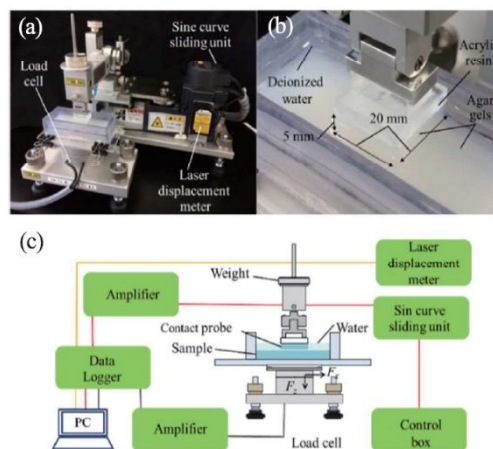 (a)
Sine curve
sliding unit
Load
cell
Laser
displacement
meter
(b)
Deionized
water
Acrylic
resin
Agar
gels
20 mm
5 mm
(c)
Weight
Laser
displacement
meter
Amplifier
Contact probe
Water
Sample
Sin curve
sliding unit
Data
Logger
PC
Amplifier
Load cell
Control
box